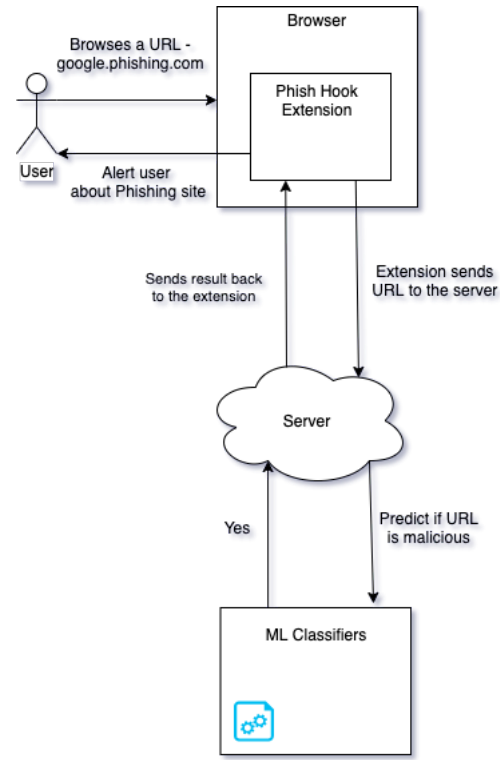 Browser
Browses a URL -
google.phishing.com
Phish Hook
Extension
User
Alert user
about Phishing site
Sends result back
to the extension
Extension sends
URL to the server
Server
Yes
Predict if URL
is malicious
ML Classifiers